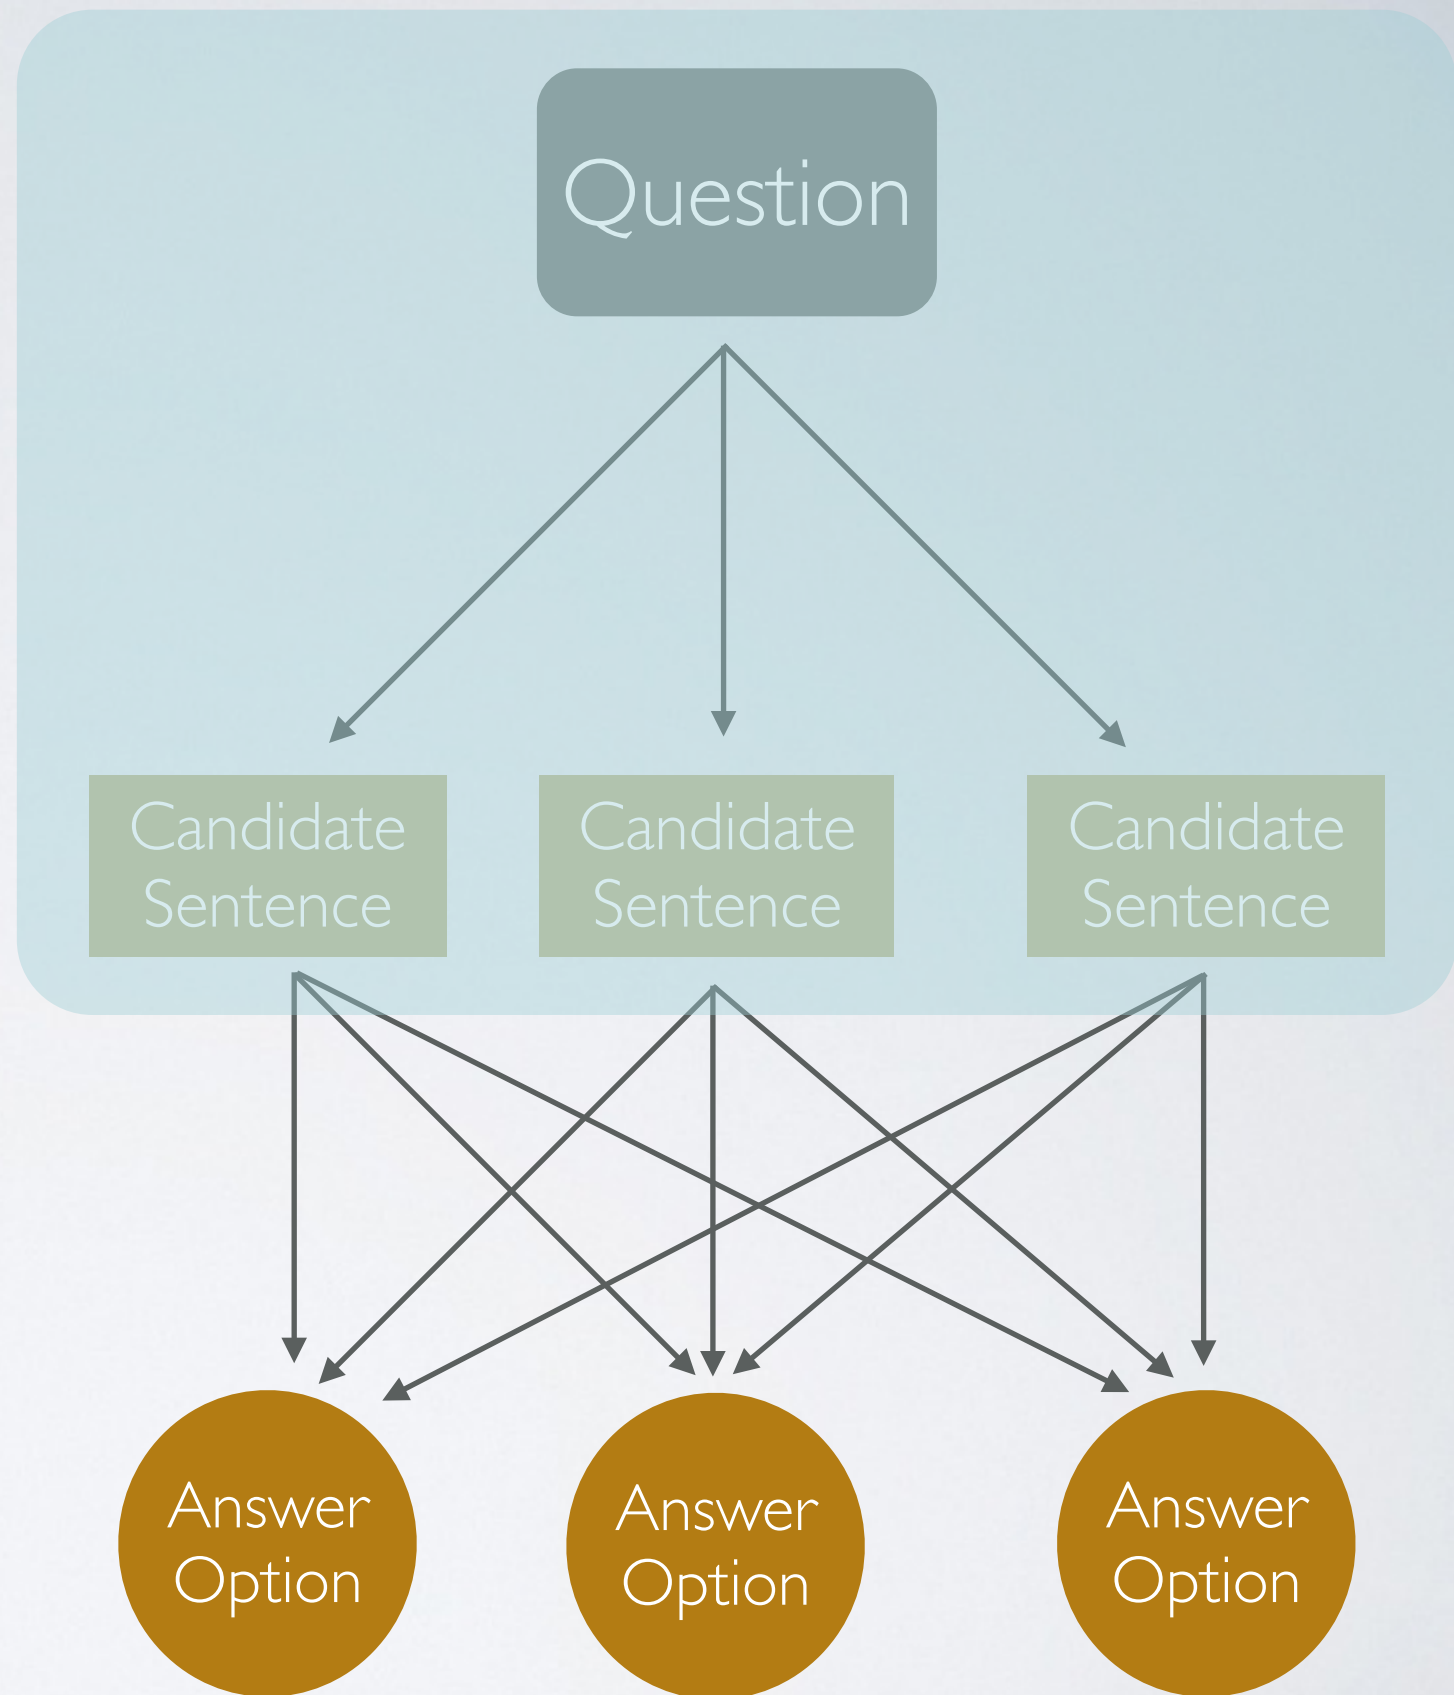 Question
Candidate
Sentence
Candidate
Sentence
Candidate
Sentence
Answer
Option
Answer
Option
Answer
Option